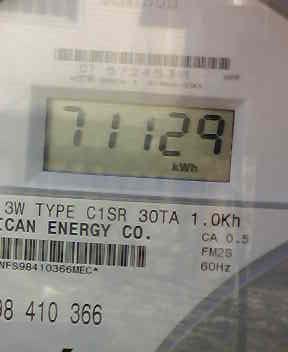 71129
kWh
3W TYPE C1SR 30TA 1.0Kh
ICAN ENERGY CO.
CA 0.5
FM2S
60Hz
NFS98410366MEC*
98 410 366